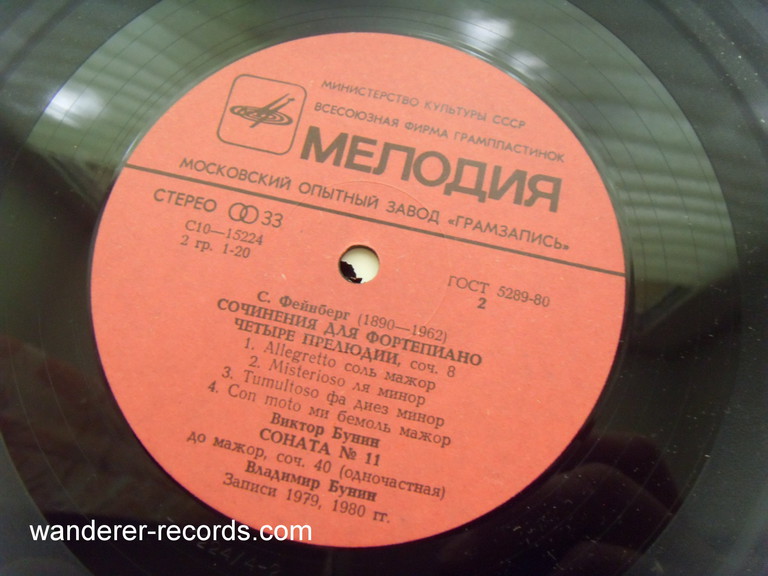 МИНИСТЕРСТВО КУЛЬТУРЫ СССР
ВСЕСОЮЗНАЯ ФИРМА ГРАМПЛАСТИНОК
МЕЛОДИЯ
МОСКОВСКИЙ ОПЫТНЫЙ ЗАВОД «ГРАМЗАПИСЬ»
СТЕРЕО 33
С10—15224
2 гр. 1-20
ГОСТ 5289-80
2
С. Фейнберг (1890—1962)
СОЧИНЕНИЯ ДЛЯ ФОРТЕПИАНО
ЧЕТЫРЕ ПРЕЛЮДИИ, соч. 8
1. Allegretto соль мажор
2. Misterioso ля минор
3. Tumultoso фа диез минор
4. Con moto ми бемоль мажор
Виктор Бунин
СОНАТА № 11
до мажор, соч. 40 (одночастная)
Владимир Бунин
Записи 1979, 1980 гг.
wanderer-records.com